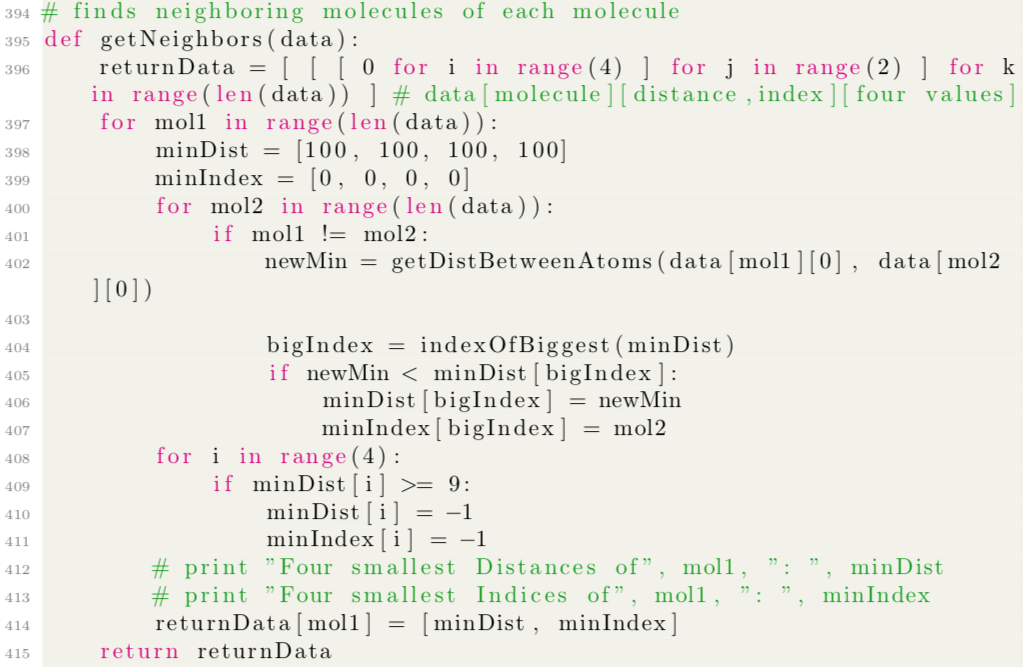 394 # finds neighboring molecules of each molecule
395 def getNeighbors(data):
396     returnData = [ [ [ 0 for i in range(4) ] for j in range(2) ] for k
    in range(len(data)) ] # data[molecule][distance,index][four values]
397     for mol1 in range(len(data)):
398         minDist = [100, 100, 100, 100]
399         minIndex = [0, 0, 0, 0]
400         for mol2 in range(len(data)):
401             if mol1 != mol2:
402                 newMin = getDistBetweenAtoms(data[mol1][0], data[mol2
    ][0])
403
404                 bigIndex = indexOfBiggest(minDist)
405                 if newMin < minDist[bigIndex]:
406                     minDist[bigIndex] = newMin
407                     minIndex[bigIndex] = mol2
408         for i in range(4):
409             if minDist[i] >= 9:
410                 minDist[i] = −1
411                 minIndex[i] = −1
412         # print "Four smallest Distances of", mol1, ": ", minDist
413         # print "Four smallest Indices of", mol1, ": ", minIndex
414         returnData[mol1] = [minDist, minIndex]
415     return returnData